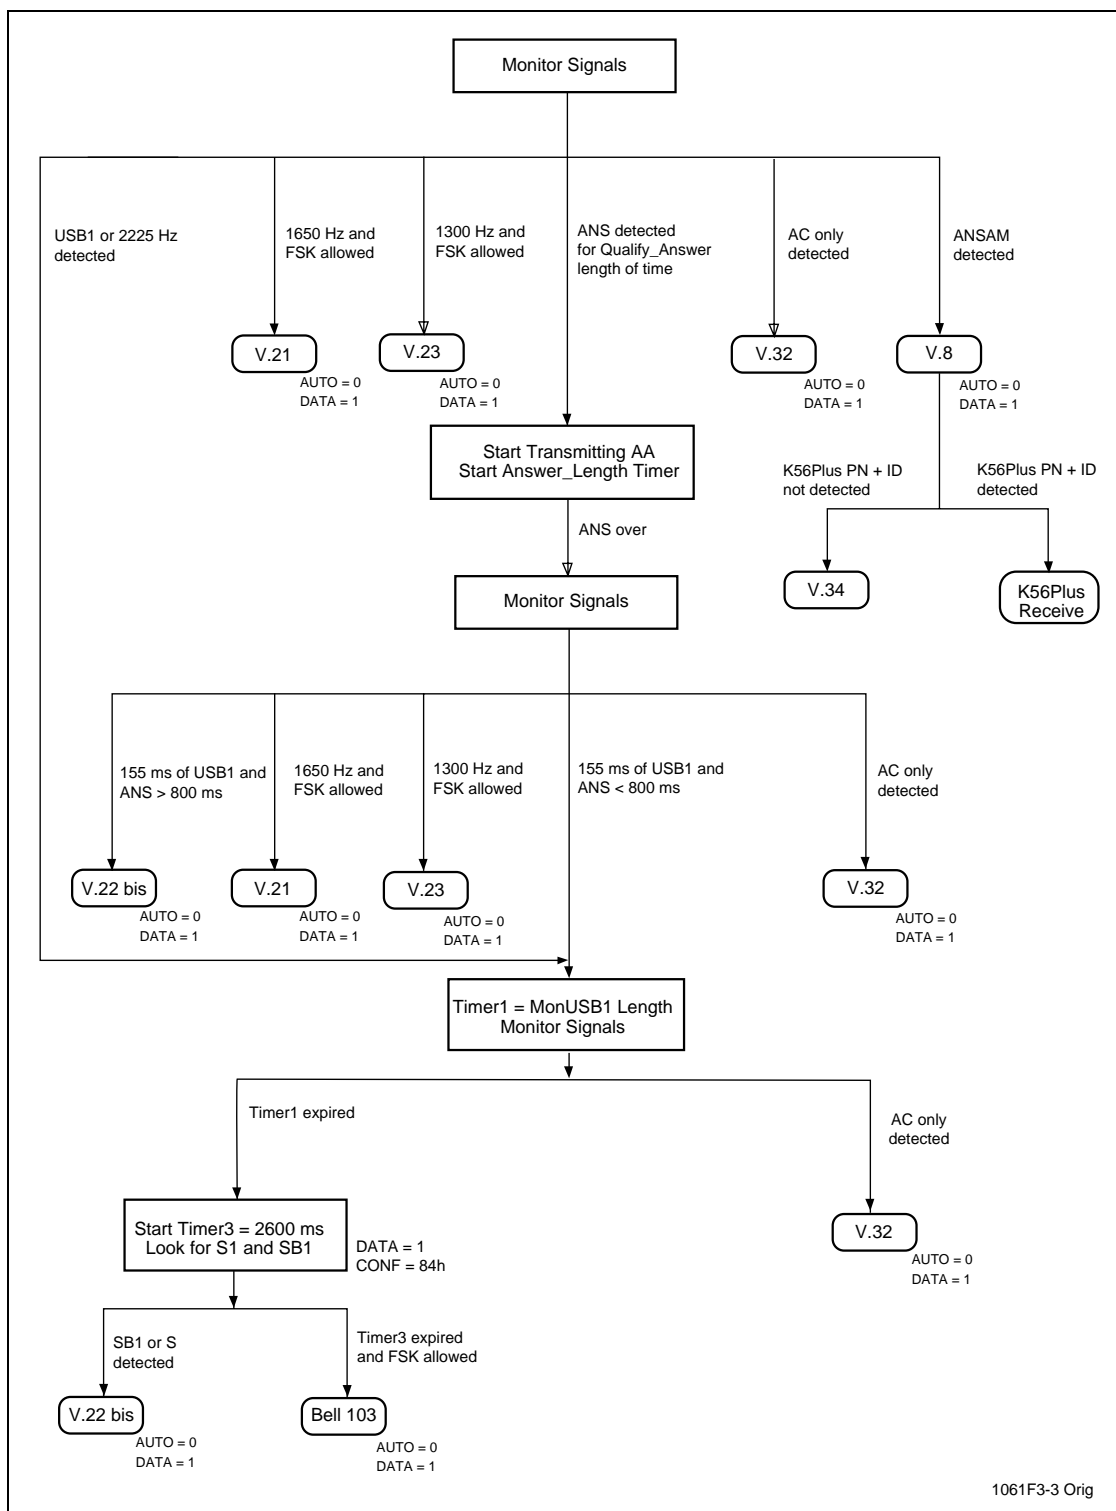 Monitor Signals
USB1 or 2225 Hz
detected
1650 Hz and
FSK allowed
1300 Hz and
FSK allowed
ANS detected
for Qualify_Answer
length of time
AC only
detected
ANSAM
detected
V.21
AUTO = 0
DATA = 1
V.23
AUTO = 0
DATA = 1
V.32
AUTO = 0
DATA = 1
V.8
AUTO = 0
DATA = 1
Start Transmitting AA
Start Answer_Length Timer
K56Plus PN + ID
not detected
K56Plus PN + ID
detected
ANS over
V.34
K56Plus
Receive
Monitor Signals
155 ms of USB1 and
ANS > 800 ms
1650 Hz and
FSK allowed
1300 Hz and
FSK allowed
155 ms of USB1 and
ANS < 800 ms
AC only
detected
V.22 bis
AUTO = 0
DATA = 1
V.21
AUTO = 0
DATA = 1
V.23
AUTO = 0
DATA = 1
V.32
AUTO = 0
DATA = 1
Timer1 = MonUSB1 Length
Monitor Signals
Timer1 expired
AC only
detected
Start Timer3 = 2600 ms
Look for S1 and SB1
DATA = 1
CONF = 84h
V.32
AUTO = 0
DATA = 1
SB1 or S
detected
Timer3 expired
and FSK allowed
V.22 bis
AUTO = 0
DATA = 1
Bell 103
AUTO = 0
DATA = 1
1061F3-3 Orig